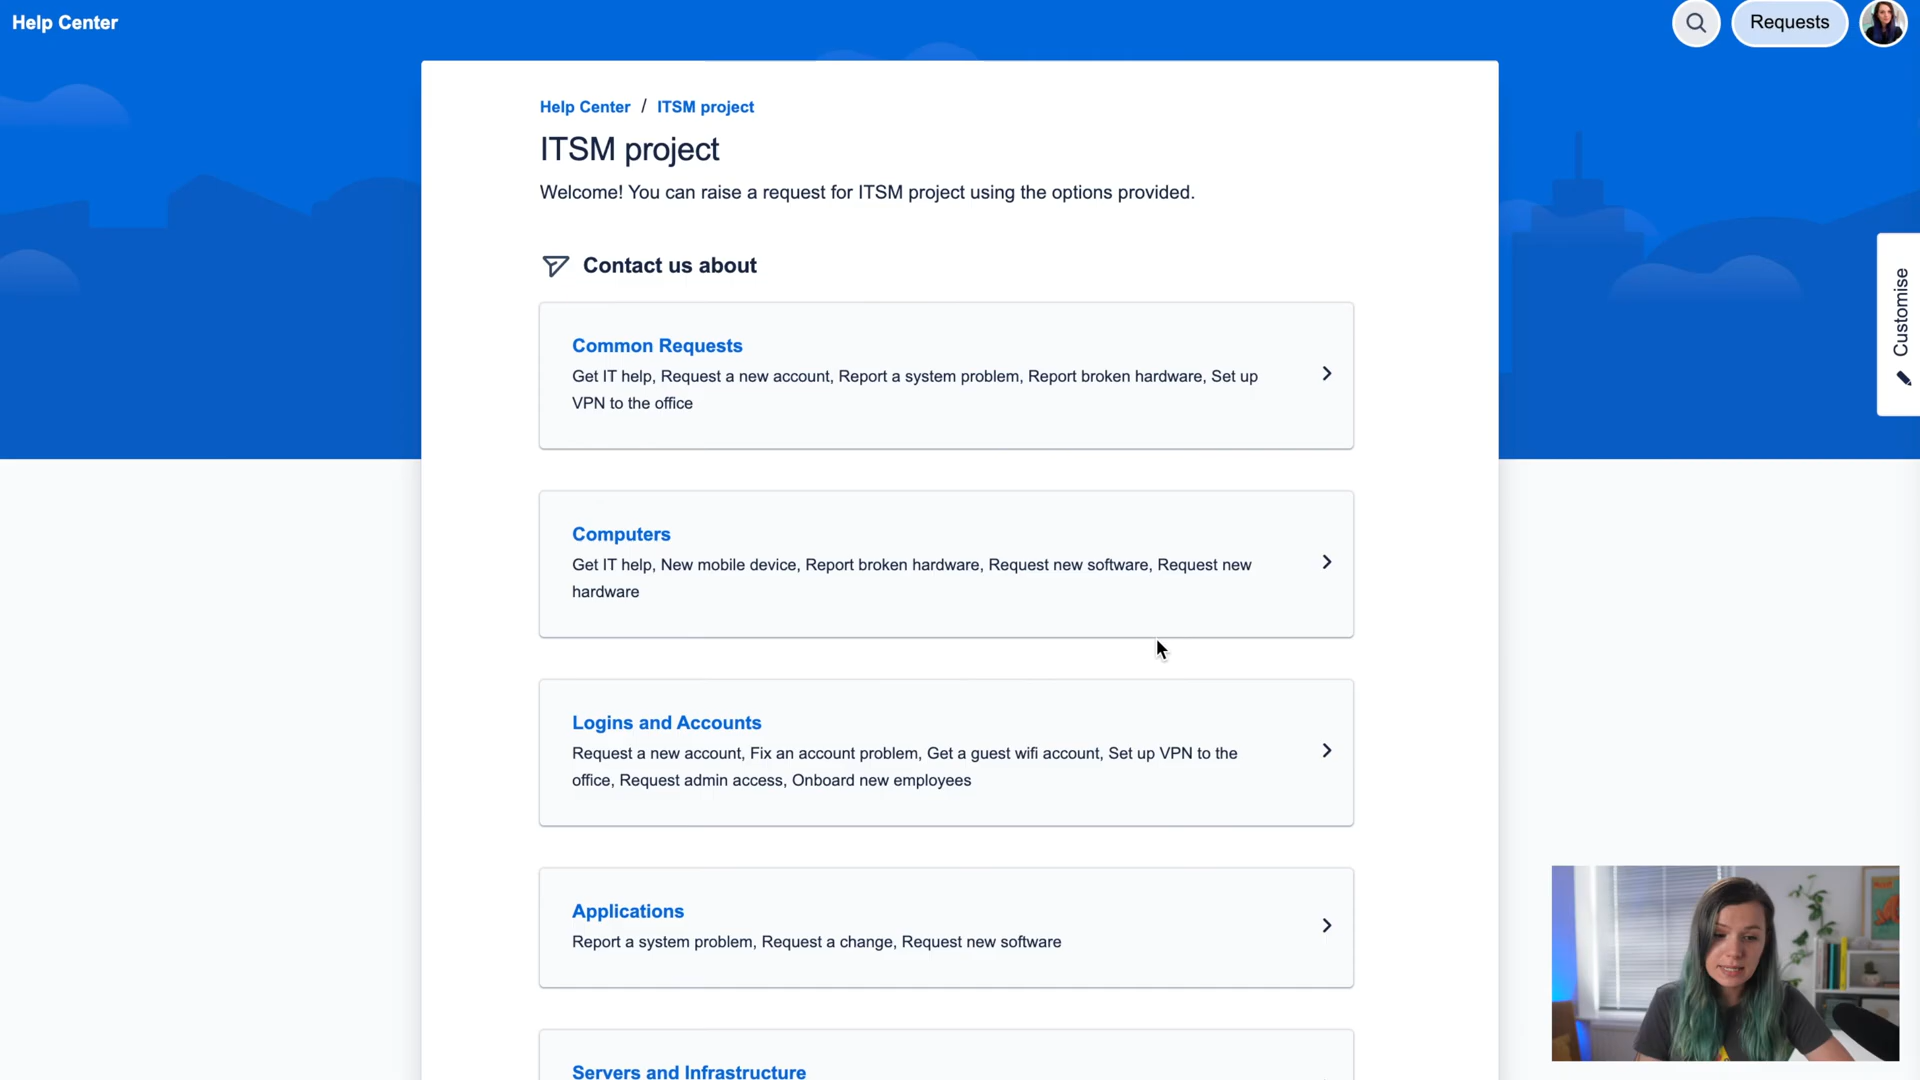 Help Center
Requests
Help Center / ITSM project
ITSM project
Welcome! You can raise a request for ITSM project using the options provided.
Contact us about
Common Requests
Get IT help, Request a new account, Report a system problem, Report broken hardware, Set up
VPN to the office
Customise
Computers
Get IT help, New mobile device, Report broken hardware, Request new software, Request new
hardware
Logins and Accounts
Request a new account, Fix an account problem, Get a guest wifi account, Set up VPN to the
office, Request admin access, Onboard new employees
Applications
Report a system problem, Request a change, Request new software
Servers and Infrastructure